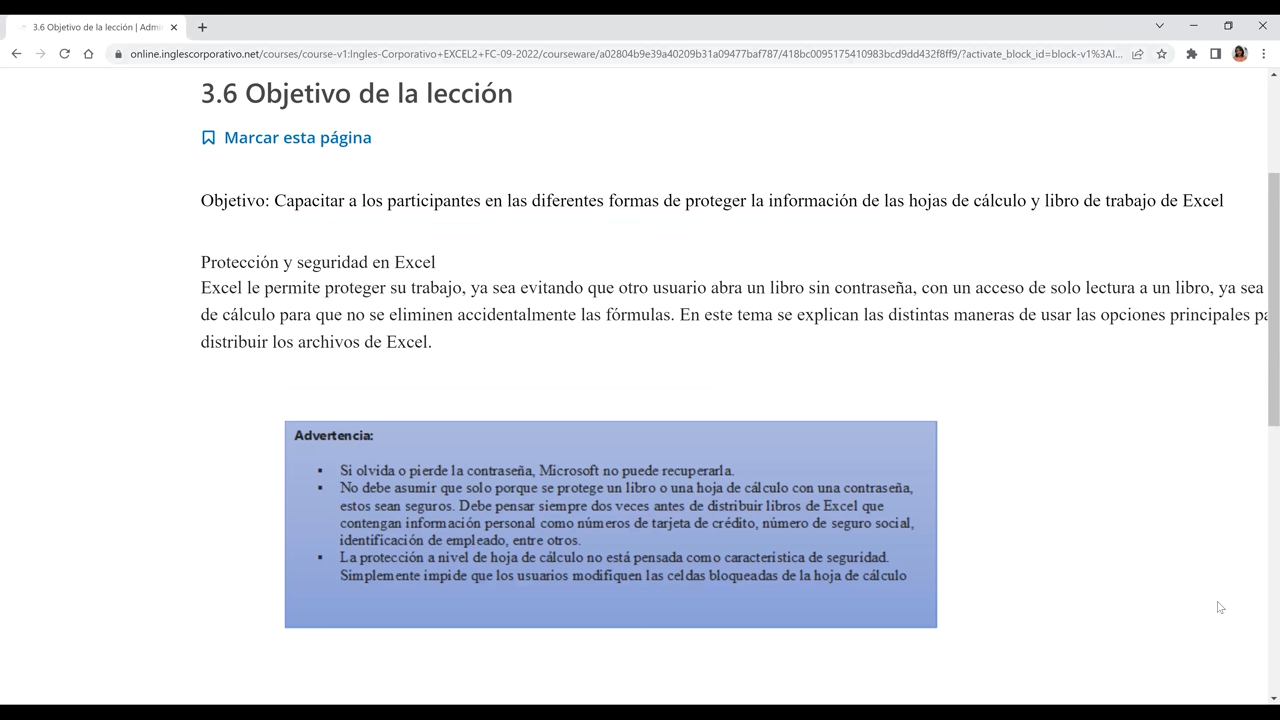 3.6 Objetivo de la lección | Admi
online.inglescorporativo.net/courses/course-v1:Ingles-Corporativo+EXCEL2+FC-09-2022/courseware/a02804b9e39a40209b31a09477baf787/418bc0095175410983bcd9dd432f8ff9/?activate_block_id=block-v1%3Al...
3.6 Objetivo de la lección
Marcar esta página
Objetivo: Capacitar a los participantes en las diferentes formas de proteger la información de las hojas de cálculo y libro de trabajo de Excel
Protección y seguridad en Excel
Excel le permite proteger su trabajo, ya sea evitando que otro usuario abra un libro sin contraseña, con un acceso de solo lectura a un libro, ya sea
de cálculo para que no se eliminen accidentalmente las fórmulas. En este tema se explican las distintas maneras de usar las opciones principales pa
distribuir los archivos de Excel.
Advertencia:
▪ Si olvida o pierde la contraseña, Microsoft no puede recuperarla.
▪ No debe asumir que solo porque se protege un libro o una hoja de cálculo con una contraseña,
estos sean seguros. Debe pensar siempre dos veces antes de distribuir libros de Excel que
contengan información personal como números de tarjeta de crédito, número de seguro social,
identificación de empleado, entre otros.
▪ La protección a nivel de hoja de cálculo no está pensada como característica de seguridad.
Simplemente impide que los usuarios modifiquen las celdas bloqueadas de la hoja de cálculo